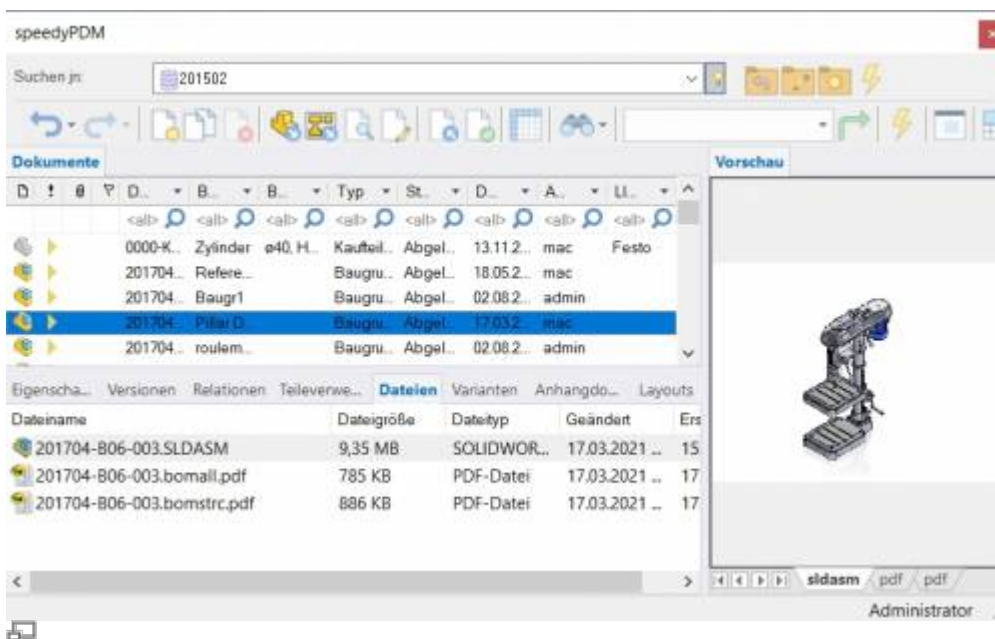 speedyPDM
Suchen in: 201502
Dokumente
Vorschau
D.. B.. B.. Typ St.. D.. A.. LI..
<all> <all> <all> <all> <all> <all> <all> <all>
0000-K... Zylinder ø40, H... Kaufteil... Abgel... 13.11.2... mac Festo
201704... Refere... Baugru... Abgel... 18.05.2... mac
201704... Baugr1 Baugru... Abgel... 02.08.2... admin
201704... Pillar D... Baugru... Abgel... 17.03.2... mac
201704... roulem... Baugru... Abgel... 02.08.2... admin
Eigenscha... Versionen Relationen Teileverwe... Dateien Varianten Anhangdo... Layouts
Dateiname Dateigröße Dateityp Geändert Ers
201704-B06-003.SLDASM 9,35 MB SOLIDWOR... 17.03.2021 ... 15
201704-B06-003.bomall.pdf 785 KB PDF-Datei 17.03.2021 ... 17
201704-B06-003.bomstrc.pdf 886 KB PDF-Datei 17.03.2021 ... 17
sldasm pdf pdf
Administrator